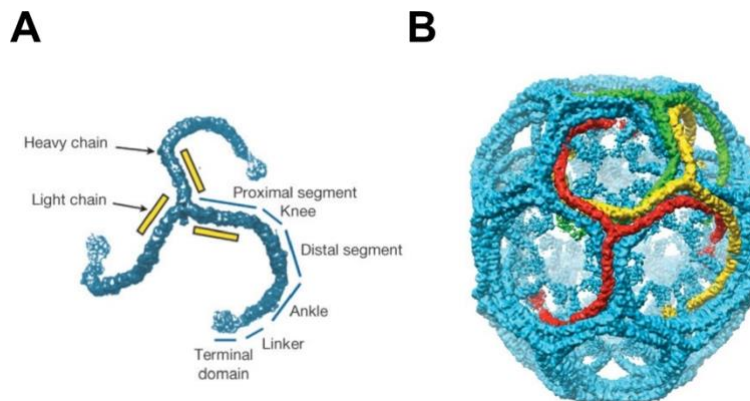 A
B
Heavy chain
Light chain
Proximal segment
Knee
Distal segment
Ankle
Linker
Terminal
domain